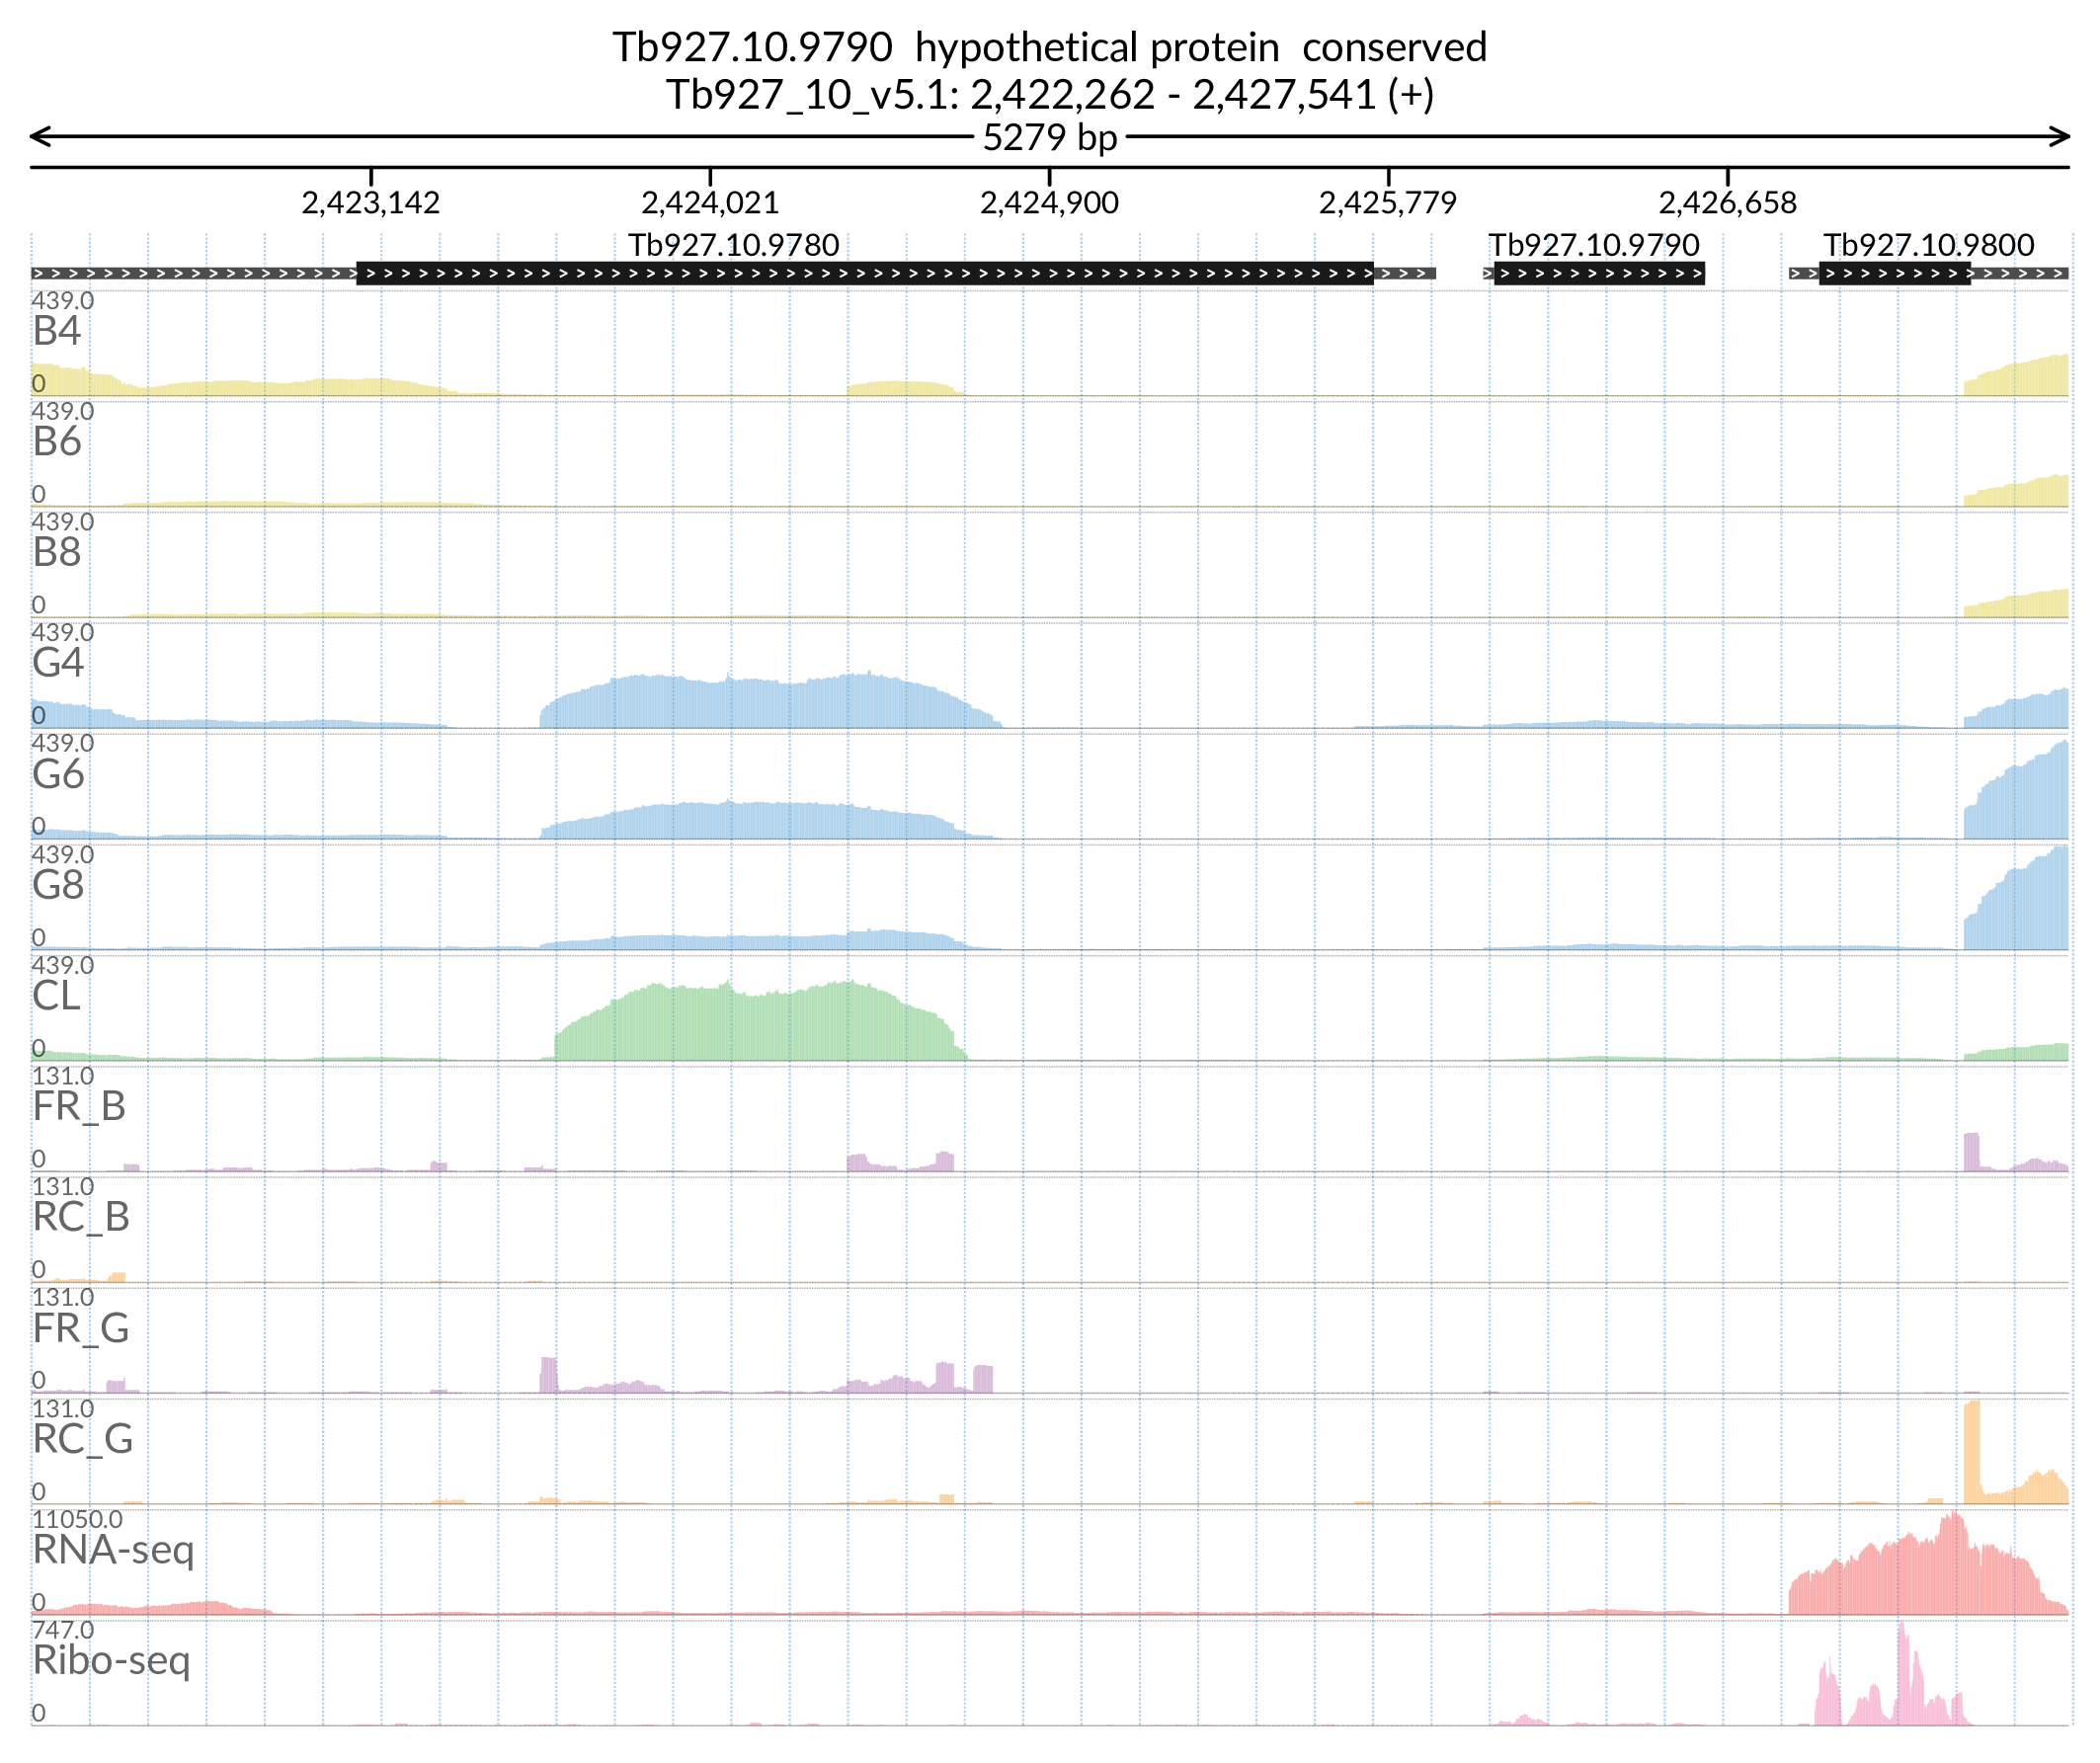 Tb927.10.9790  hypothetical protein  conserved
Tb927_10_v5.1: 2,422,262 - 2,427,541 (+)
5279 bp
2,423,142 2,424,021 2,424,900 2,425,779 2,426,658
Tb927.10.9780 Tb927.10.9790 Tb927.10.9800
439.0
B4
0
439.0
B6
0
439.0
B8
0
439.0
G4
0
439.0
G6
0
439.0
G8
0
439.0
CL
0
131.0
FR_B
0
131.0
RC_B
0
131.0
FR_G
0
131.0
RC_G
0
11050.0
RNA-seq
0
747.0
Ribo-seq
0